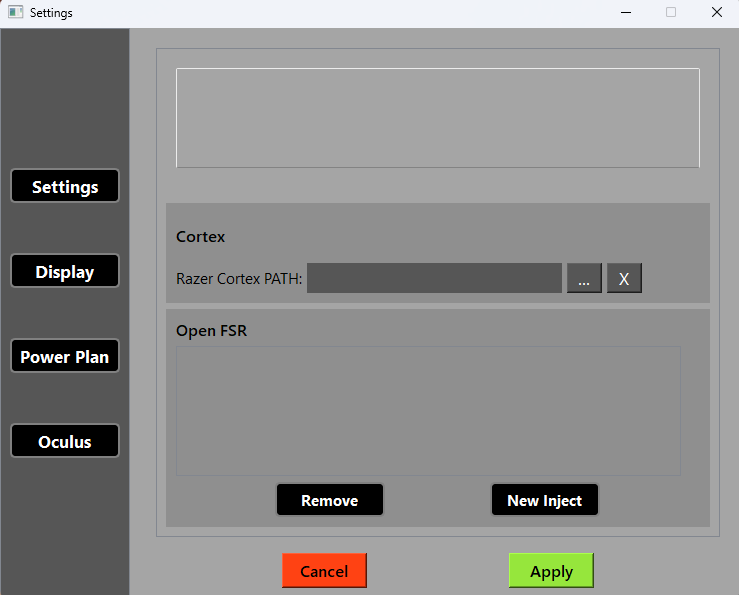 Settings
Settings
Display
Power Plan
Oculus
Cortex
Razer Cortex PATH:
...
X
Open FSR
Remove
New Inject
Cancel
Apply